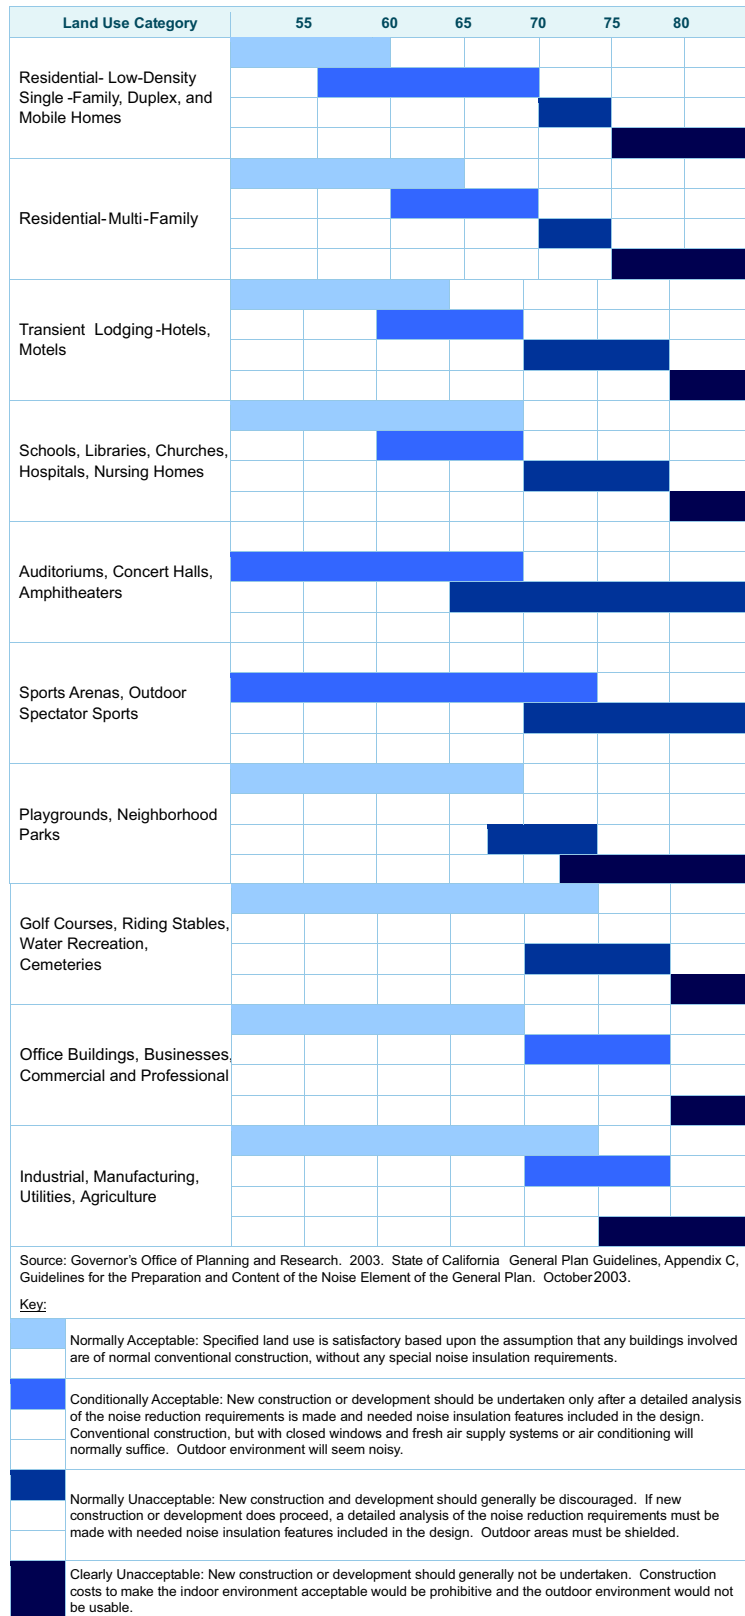 Land Use Category 55 60 65 70 75 80
Residential- Low-Density
Single -Family, Duplex, and
Mobile Homes
Residential-Multi-Family
Transient Lodging-Hotels,
Motels
Schools, Libraries, Churches,
Hospitals, Nursing Homes
Auditoriums, Concert Halls,
Amphitheaters
Sports Arenas, Outdoor
Spectator Sports
Playgrounds, Neighborhood
Parks
Golf Courses, Riding Stables,
Water Recreation,
Cemeteries
Office Buildings, Businesses,
Commercial and Professional
Industrial, Manufacturing,
Utilities, Agriculture
Source: Governor’s Office of Planning and Research. 2003. State of California General Plan Guidelines, Appendix C,
Guidelines for the Preparation and Content of the Noise Element of the General Plan. October 2003.
Key:
Normally Acceptable: Specified land use is satisfactory based upon the assumption that any buildings involved
are of normal conventional construction, without any special noise insulation requirements.
Conditionally Acceptable: New construction or development should be undertaken only after a detailed analysis
of the noise reduction requirements is made and needed noise insulation features included in the design.
Conventional construction, but with closed windows and fresh air supply systems or air conditioning will
normally suffice. Outdoor environment will seem noisy.
Normally Unacceptable: New construction and development should generally be discouraged. If new
construction or development does proceed, a detailed analysis of the noise reduction requirements must be
made with needed noise insulation features included in the design. Outdoor areas must be shielded.
Clearly Unacceptable: New construction or development should generally not be undertaken. Construction
costs to make the indoor environment acceptable would be prohibitive and the outdoor environment would not
be usable.